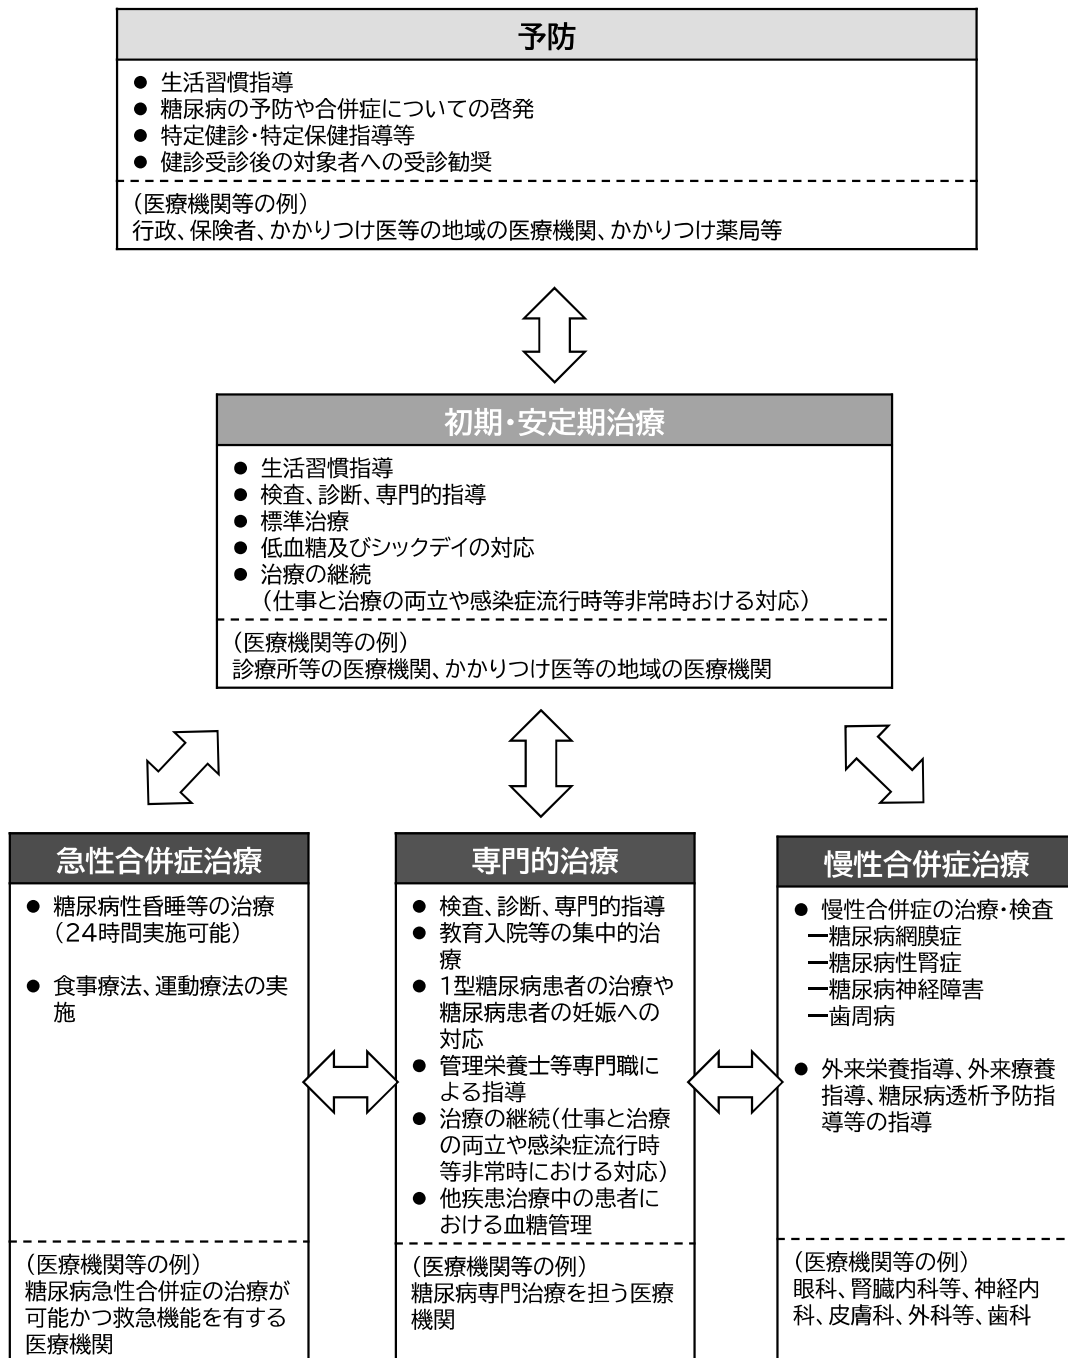 予防
● 生活習慣指導
● 糖尿病の予防や合併症についての啓発
● 特定健診・特定保健指導等
● 健診受診後の対象者への受診勧奨
（医療機関等の例）
行政、保険者、かかりつけ医等の地域の医療機関、かかりつけ薬局等
初期・安定期治療
● 生活習慣指導
● 検査、診断、専門的指導
● 標準治療
● 低血糖及びシックデイの対応
● 治療の継続
（仕事と治療の両立や感染症流行時等非常時おける対応）
（医療機関等の例）
診療所等の医療機関、かかりつけ医等の地域の医療機関
急性合併症治療
● 糖尿病性昏睡等の治療
（24時間実施可能）
● 食事療法、運動療法の実
施
（医療機関等の例）
糖尿病急性合併症の治療が
可能かつ救急機能を有する
医療機関
専門的治療
● 検査、診断、専門的指導
● 教育入院等の集中的治
療
● 1型糖尿病患者の治療や
糖尿病患者の妊娠への
対応
● 管理栄養士等専門職に
よる指導
● 治療の継続（仕事と治療
の両立や感染症流行時
等非常時における対応）
● 他疾患治療中の患者に
おける血糖管理
（医療機関等の例）
糖尿病専門治療を担う医療
機関
慢性合併症治療
● 慢性合併症の治療・検査
ー糖尿病網膜症
ー糖尿病性腎症
ー糖尿病神経障害
ー歯周病
● 外来栄養指導、外来療養
指導、糖尿病透析予防指
導等の指導
（医療機関等の例）
眼科、腎臓内科等、神経内
科、皮膚科、外科等、歯科